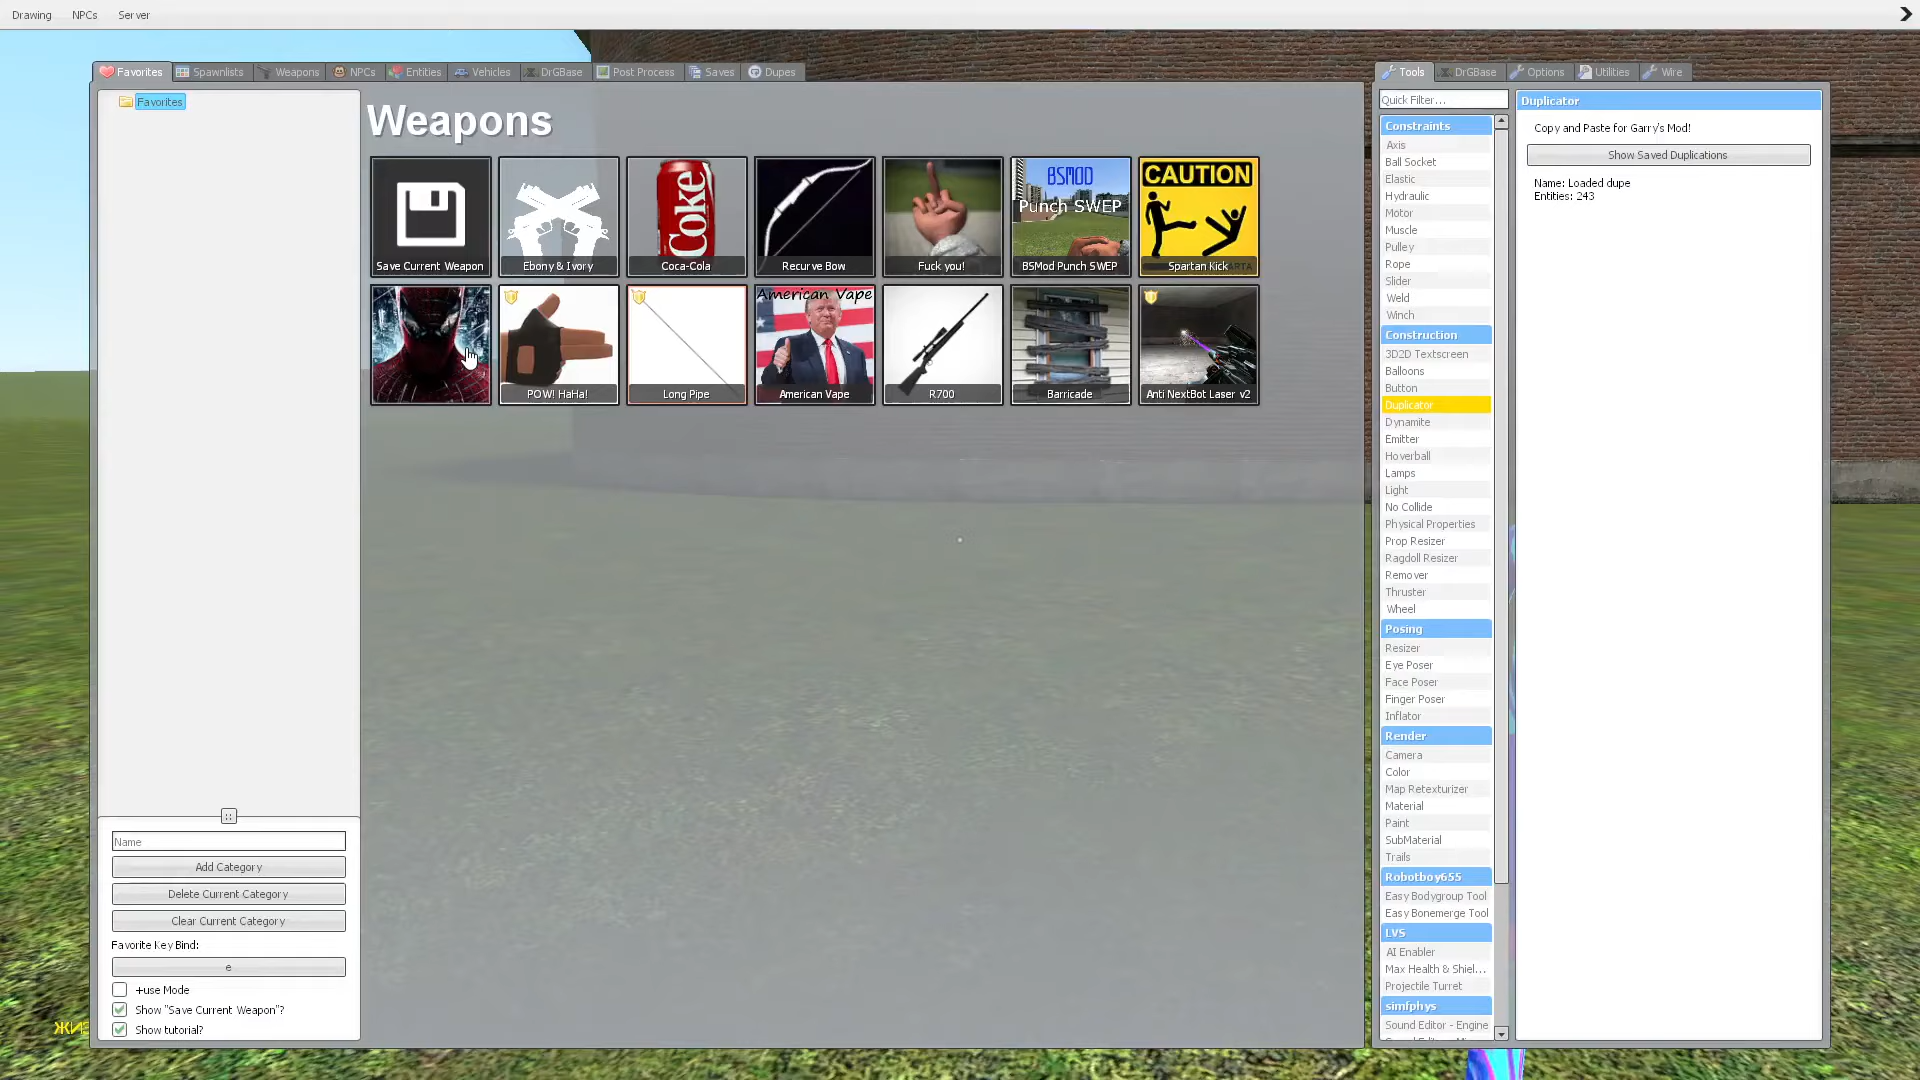 Drawing NPCs Server
Favorites Spawnlists Weapons NPCs Entities Vehicles DrGBase Post Process Saves Dupes
Favorites
Weapons
Save Current Weapon
Ebony & Ivory
Coke
Coca-Cola
Recurve Bow
Fuck you!
BSMOD
Punch SWEP
BSMod Punch SWEP
CAUTION
Spartan Kick
POW! HaHa!
Long Pipe
American Vape
American Vape
R700
Barricade
Anti NextBot Laser v2
Name
Add Category
Delete Current Category
Clear Current Category
Favorite Key Bind:
e
+use Mode
Show "Save Current Weapon"?
Show tutorial?
Tools DrGBase Options Utilities Wire
Quick Filter...
Constraints
Axis
Ball Socket
Elastic
Hydraulic
Motor
Muscle
Pulley
Rope
Slider
Weld
Winch
Construction
3D2D Textscreen
Balloons
Button
Duplicator
Dynamite
Emitter
Hoverball
Lamps
Light
No Collide
Physical Properties
Prop Resizer
Ragdoll Resizer
Remover
Thruster
Wheel
Posing
Resizer
Eye Poser
Face Poser
Finger Poser
Inflator
Render
Camera
Color
Map Retexturizer
Material
Paint
SubMaterial
Trails
Robotboy655
Easy Bodygroup Tool
Easy Bonemerge Tool
LVS
AI Enabler
Max Health & Shiel...
Projectile Turret
simfphys
Sound Editor - Engine
Duplicator
Copy and Paste for Garry's Mod!
Show Saved Duplications
Name: Loaded dupe
Entities: 243